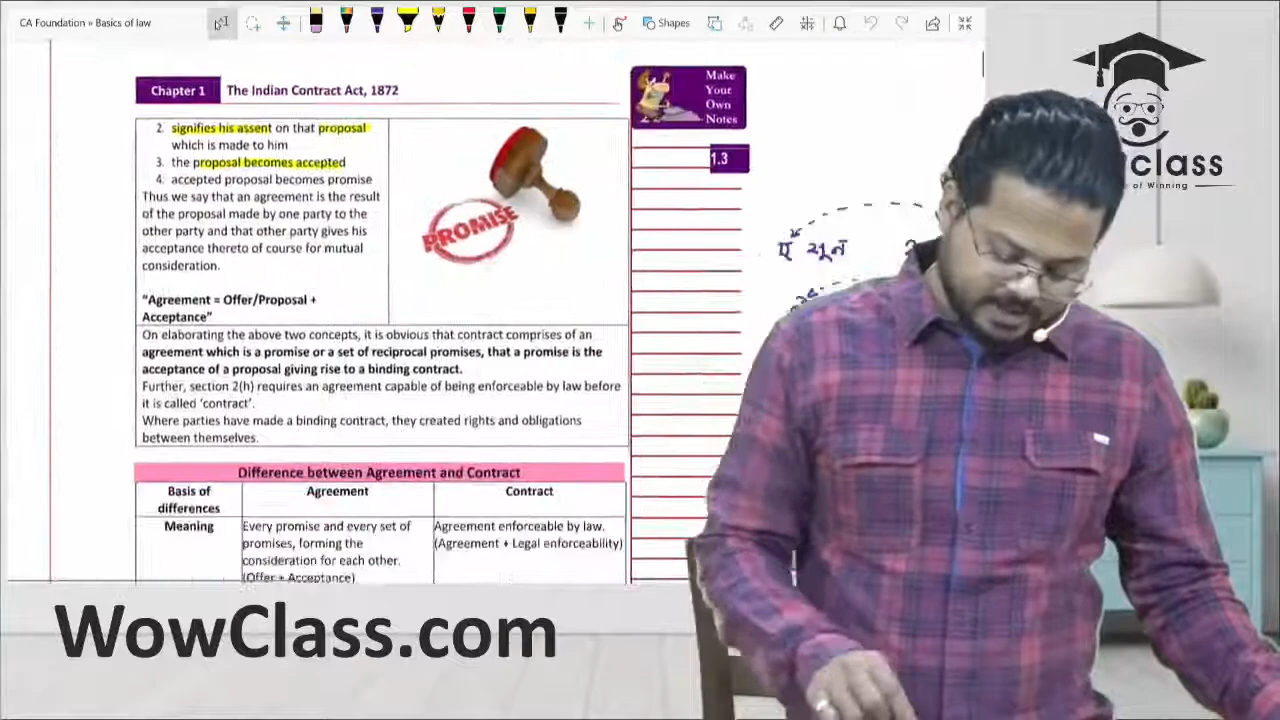 CA Foundation » Basics of law
Shapes
Chapter 1
The Indian Contract Act, 1872
Make
Your
Own
Notes
1.3
2. signifies his assent on that proposal
which is made to him
3. the proposal becomes accepted
4. accepted proposal becomes promise
Thus we say that an agreement is the result
of the proposal made by one party to the
other party and that other party gives his
acceptance thereto of course for mutual
consideration.
"Agreement = Offer/Proposal +
Acceptance"
PROMISE
On elaborating the above two concepts, it is obvious that contract comprises of an
agreement which is a promise or a set of reciprocal promises, that a promise is the
acceptance of a proposal giving rise to a binding contract.
Further, section 2(h) requires an agreement capable of being enforceable by law before
it is called 'contract'.
Where parties have made a binding contract, they created rights and obligations
between themselves.
Difference between Agreement and Contract
Basis of
differences
Agreement
Contract
Meaning
Every promise and every set of
promises, forming the
consideration for each other.
(Offer + Acceptance)
Agreement enforceable by law.
(Agreement + Legal enforceability)
class
of Winning
WowClass.com